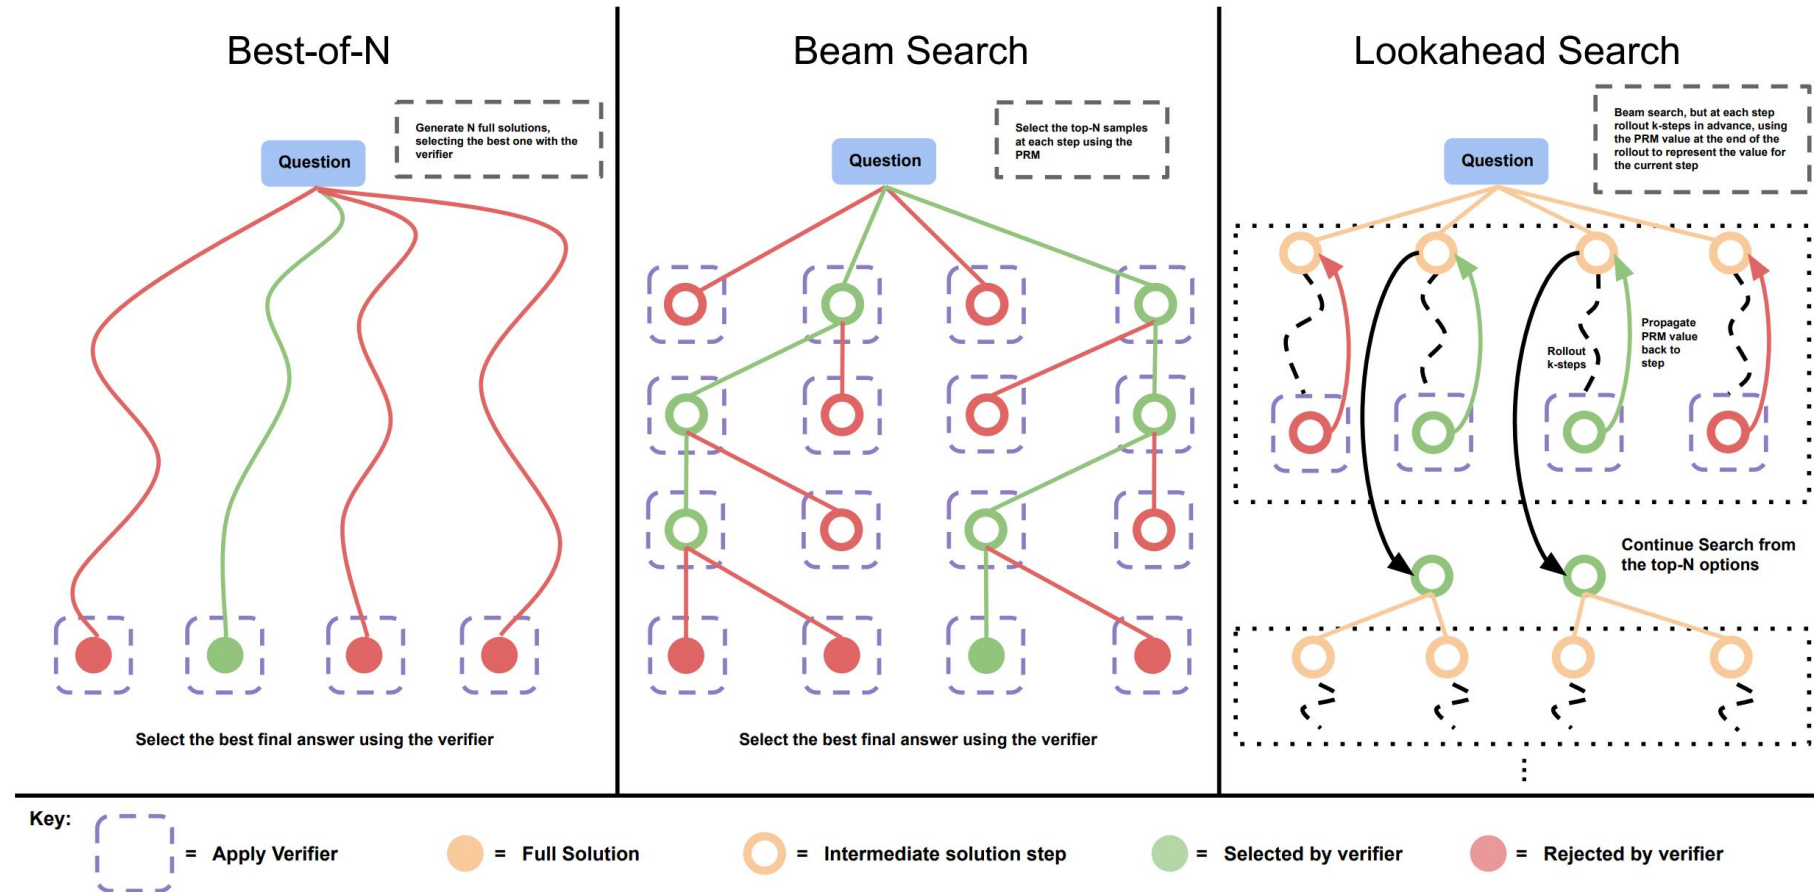 Best-of-N
Generate N full solutions,
selecting the best one with the
verifier
Question
Select the best final answer using the verifier
Beam Search
Select the top-N samples
at each step using the
PRM
Question
Select the best final answer using the verifier
Lookahead Search
Beam search, but at each step
rollout k-steps in advance, using
the PRM value at the end of the
rollout to represent the value for
the current step
Question
Propagate
PRM value
back to
step
Rollout
k-steps
Continue Search from
the top-N options
Key:
= Apply Verifier
= Full Solution
= Intermediate solution step
= Selected by verifier
= Rejected by verifier